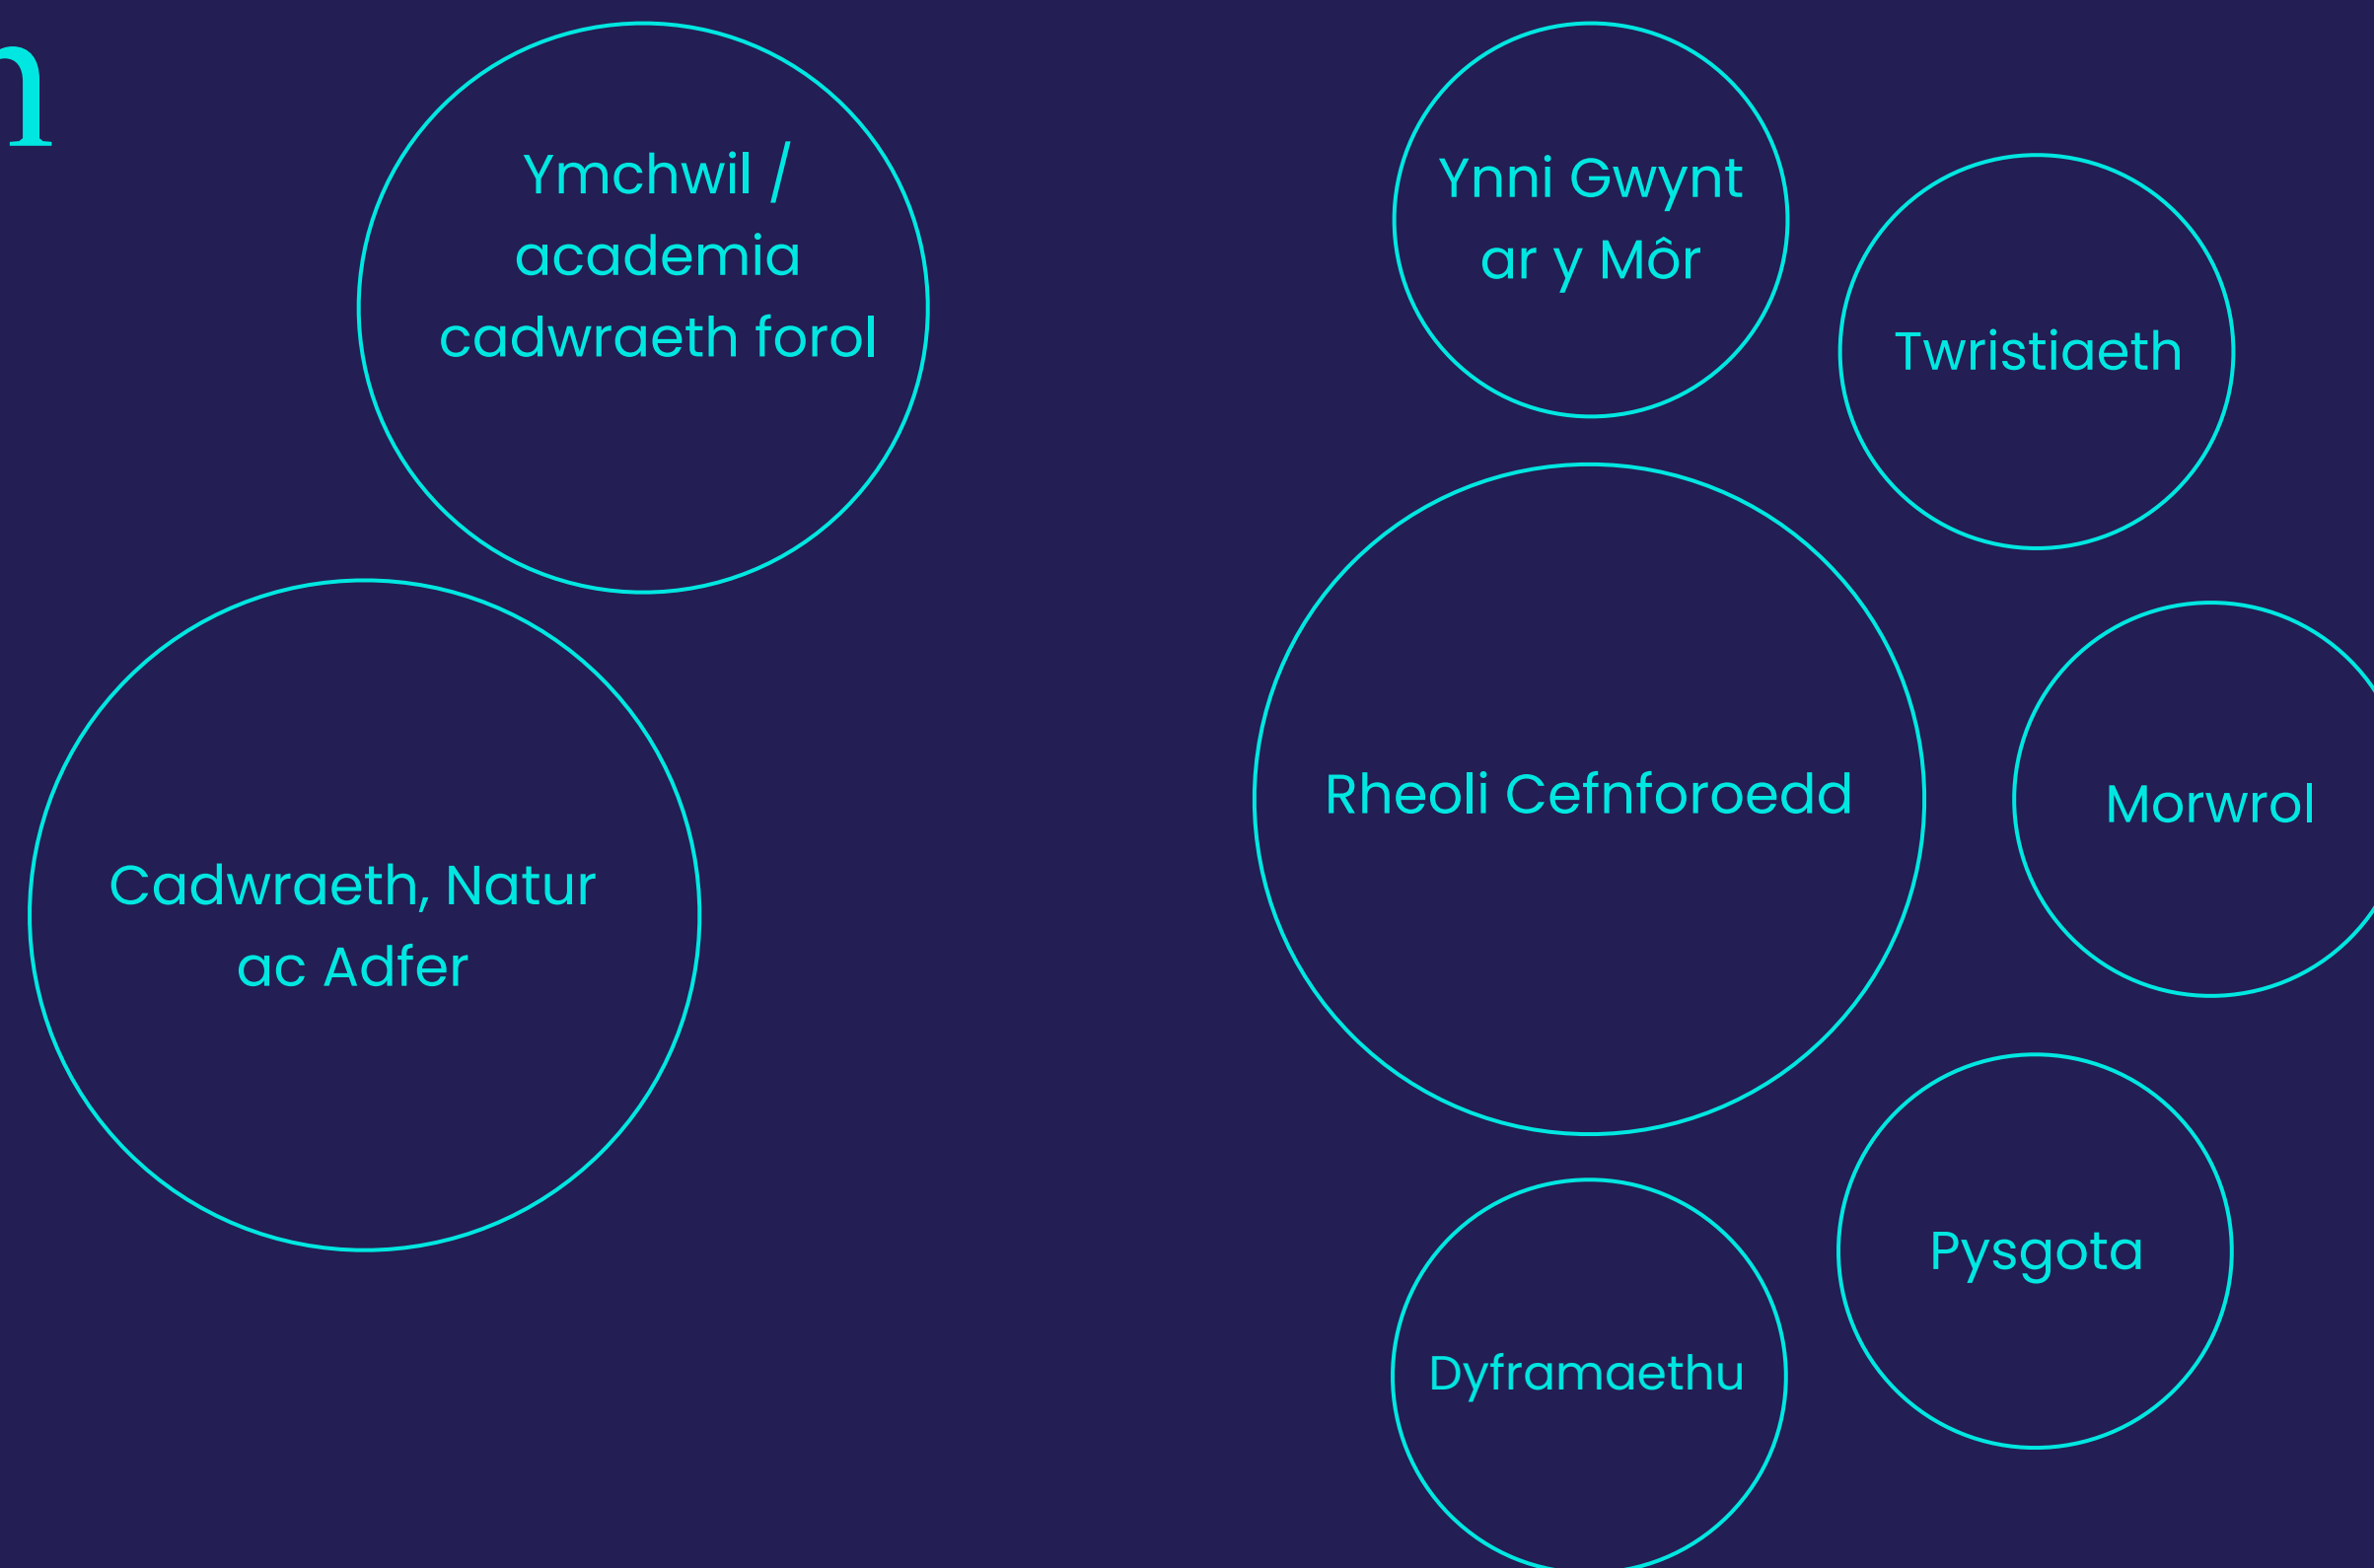 n
Ymchwil /
academia
cadwraeth forol
Ynni Gwynt
ar y Môr
Twristiaeth
Rheoli Cefnforoedd
Morwrol
Cadwraeth, Natur
ac Adfer
Pysgota
Dyframaethu